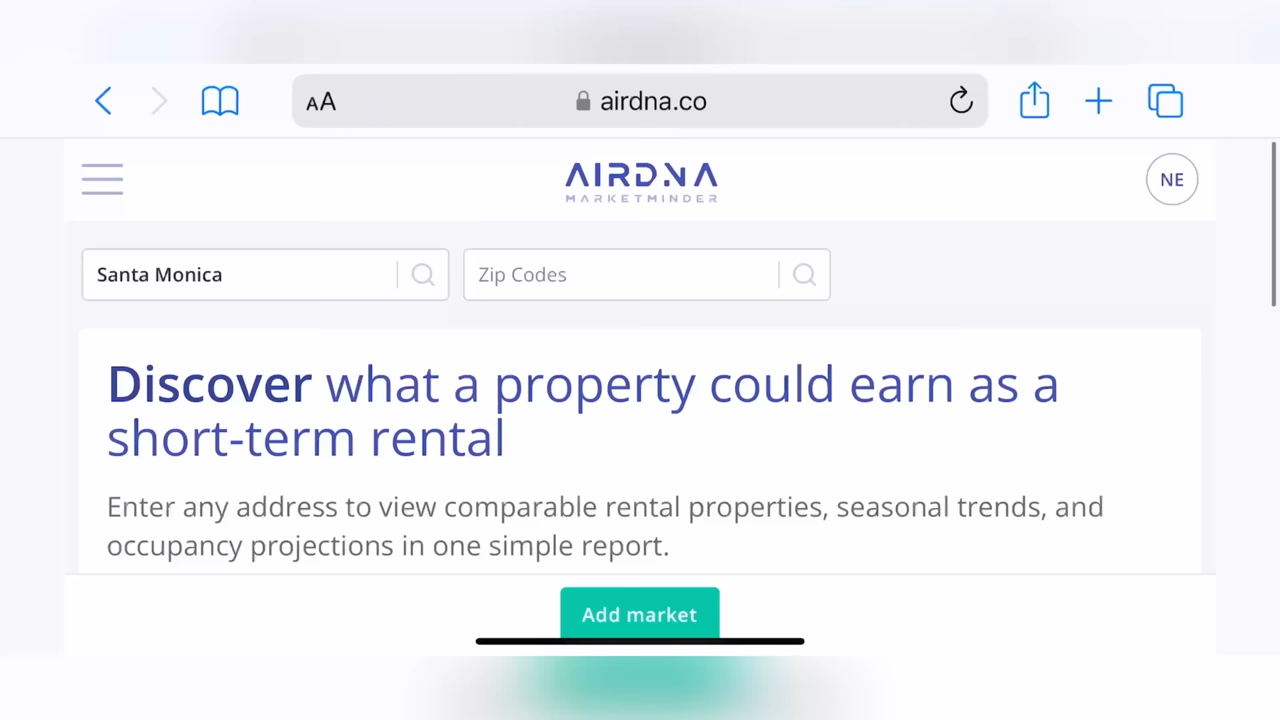 AA
airdna.co
AIRDNA
MARKETMINDER
NE
Santa Monica
Zip Codes
Discover what a property could earn as a
short-term rental
Enter any address to view comparable rental properties, seasonal trends, and
occupancy projections in one simple report.
Add market